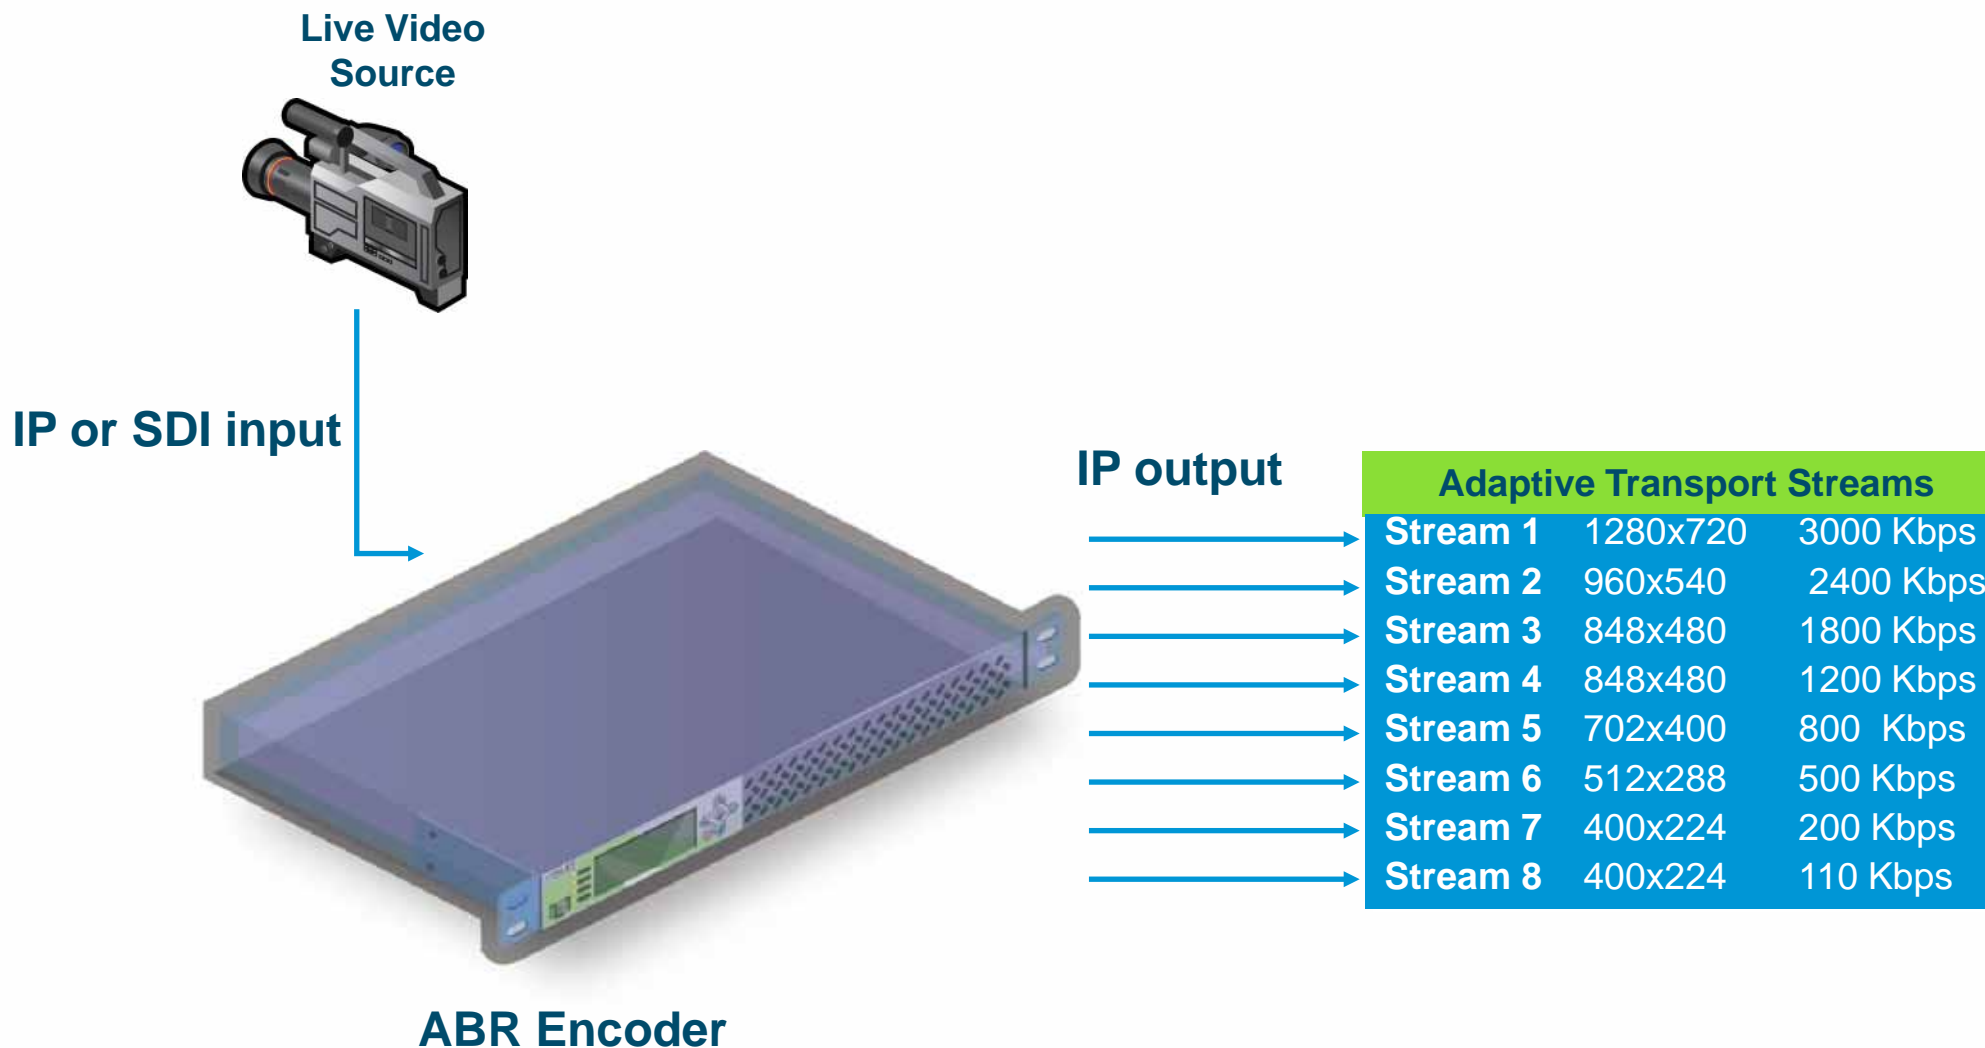 Live Video
Source
IP or SDI input
IP output
Adaptive Transport Streams
Stream 1 1280x720 3000 Kbps
Stream 2 960x540 2400 Kbps
Stream 3 848x480 1800 Kbps
Stream 4 848x480 1200 Kbps
Stream 5 702x400 800 Kbps
Stream 6 512x288 500 Kbps
Stream 7 400x224 200 Kbps
Stream 8 400x224 110 Kbps
ABR Encoder